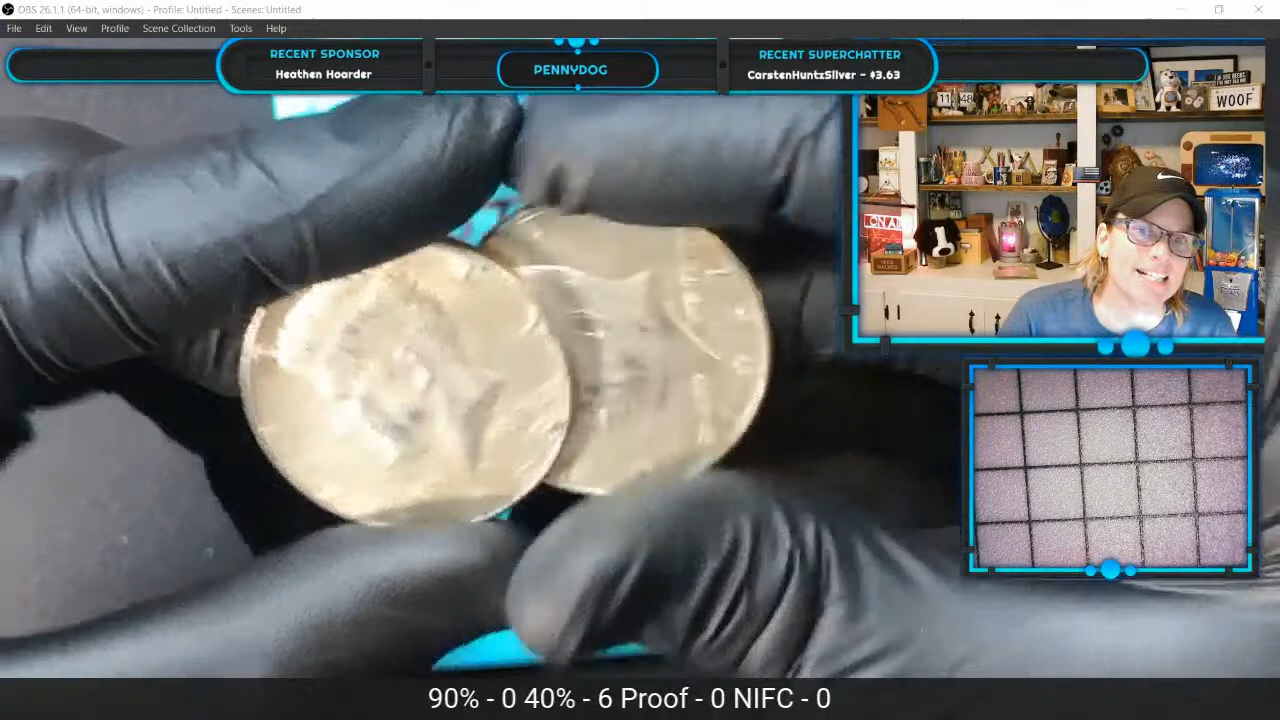 OBS 26.1.1 (64-bit, windows) - Profile: Untitled - Scenes: Untitled
File Edit View Profile Scene Collection Tools Help
RECENT SPONSOR
Heathen Hoarder
PENNYDOG
RECENT SUPERCHATTER
CarstenHuntzSilver - $3.63
WOOF
ON AIR
90% - 0 40% - 6 Proof - 0 NIFC - 0